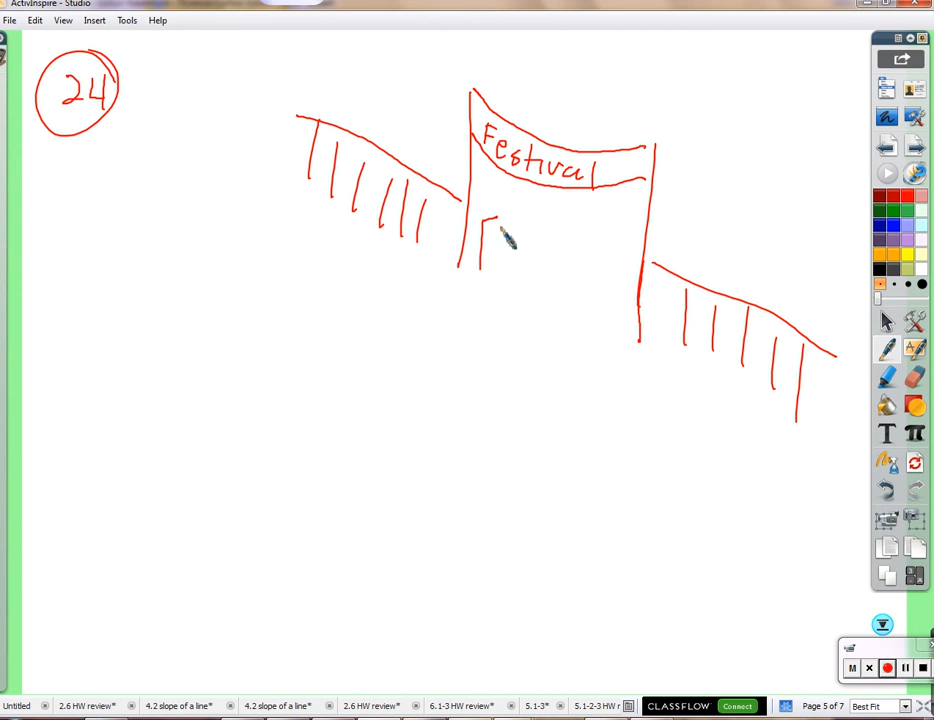 ActivInspire - Studio
File Edit View Insert Tools Help
24
Festival
Untitled 2.6 HW review* 4.2 slope of a line* 4.2 slope of a line* 2.6 HW review* 6.1-3 HW review* 5.1-3* 5.1-2-3 HW r CLASSFLOW Connect Page 5 of 7 Best Fit
M